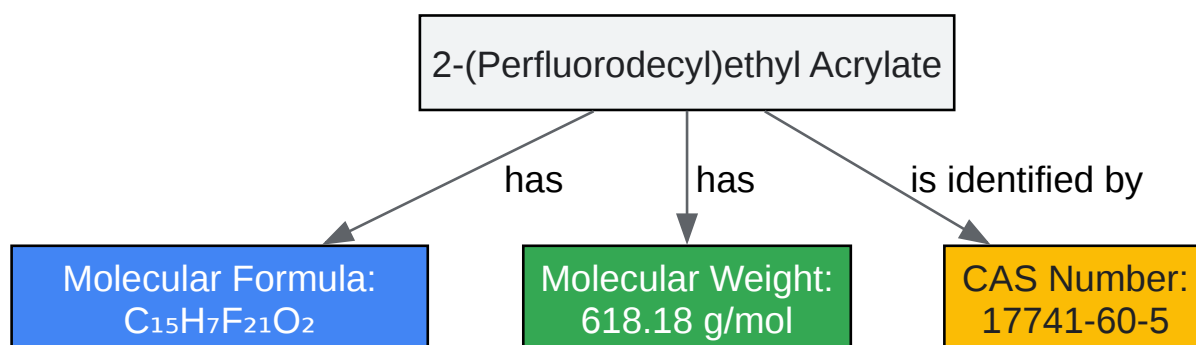 2-(Perfluorodecyl)ethyl Acrylate
has
has
is identified by
Molecular Formula:
C₁₅H₇F₂₁O₂
Molecular Weight:
618.18 g/mol
CAS Number:
17741-60-5